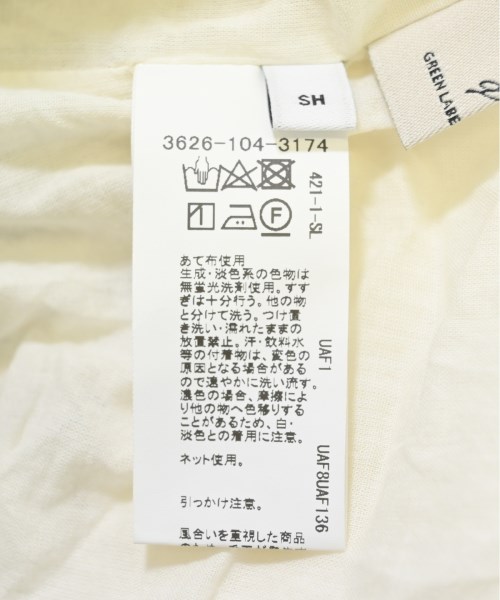 GREEN LABE
SH
3626-104-3174
421-1-SL
あて布使用
生成・淡色系の色物は
無蛍光洗剤使用。すす
ぎは十分行う。他の物
と分けて洗う。つけ置
き洗い・濡れたままの
放置禁止。汗・飲料水
等の付着物は、変色の
原因となる場合がある
ので速やかに洗い流す。
濃色の場合、摩擦によ
り他の物へ色移りする
ことがあるため、白・
淡色との着用に注意。
ネット使用。
引っかけ注意。
風合いを重視した商品
UAF1
UAF8UAF136